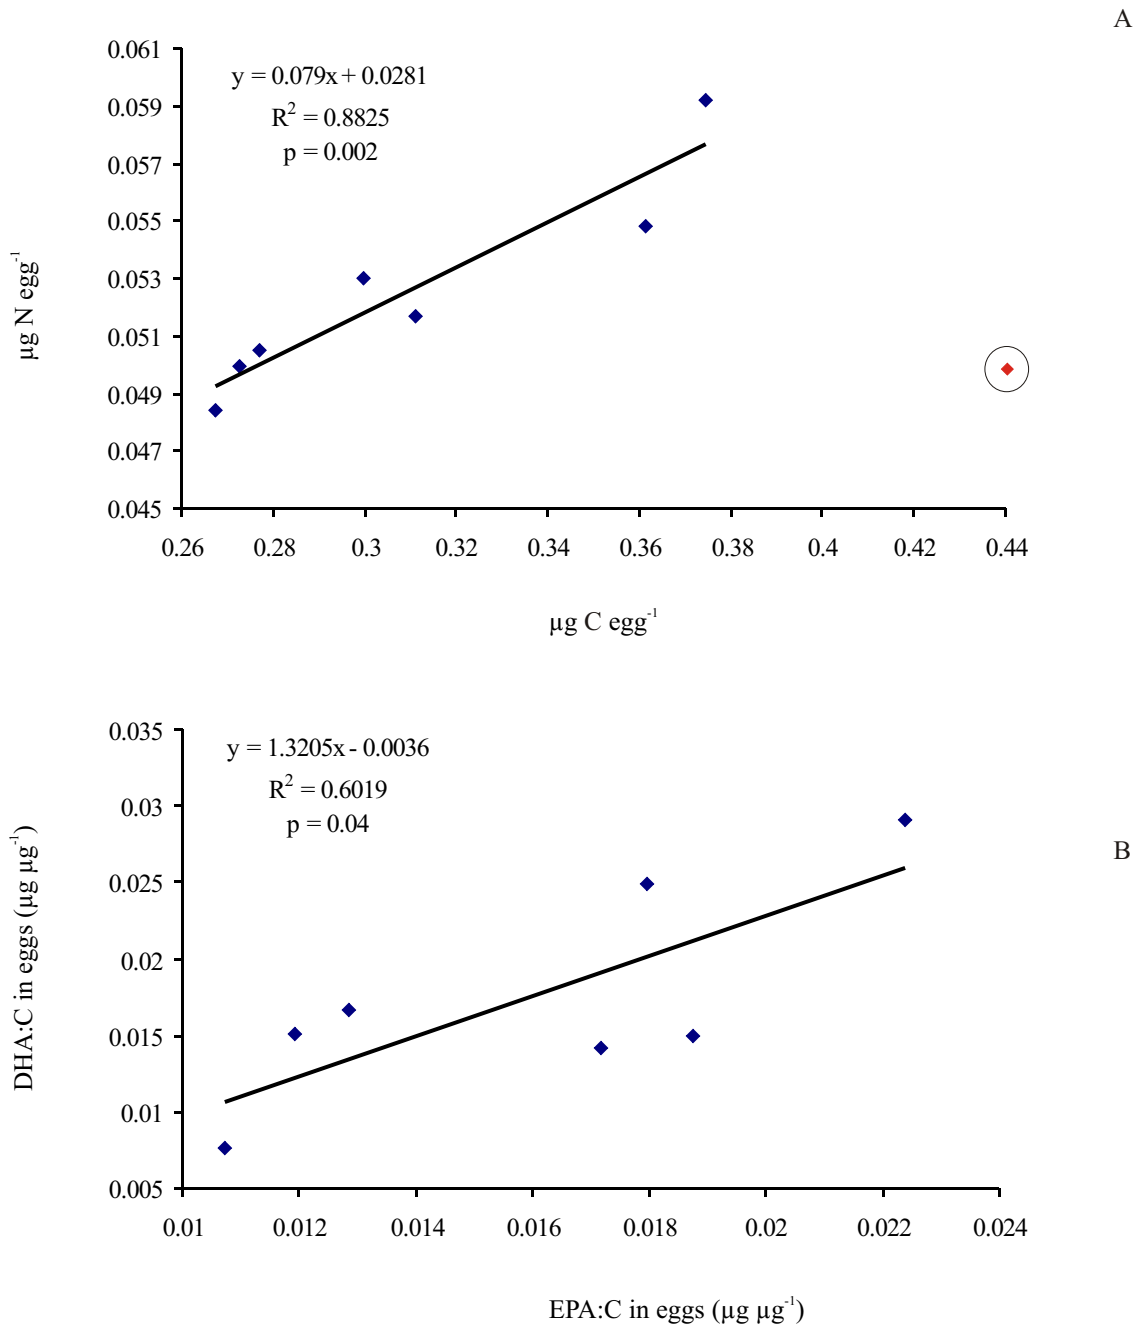 A
0.061
0.059
0.057
0.055
0.053
0.051
0.049
0.047
0.045
y = 0.079x + 0.0281
R² = 0.8825
p = 0.002
µg N egg⁻¹
0.26 0.28 0.3 0.32 0.34 0.36 0.38 0.4 0.42 0.44
µg C egg⁻¹
B
0.035
0.03
0.025
0.02
0.015
0.01
0.005
y = 1.3205x - 0.0036
R² = 0.6019
p = 0.04
DHA:C in eggs (µg µg⁻¹)
0.01 0.012 0.014 0.016 0.018 0.02 0.022 0.024
EPA:C in eggs (µg µg⁻¹)